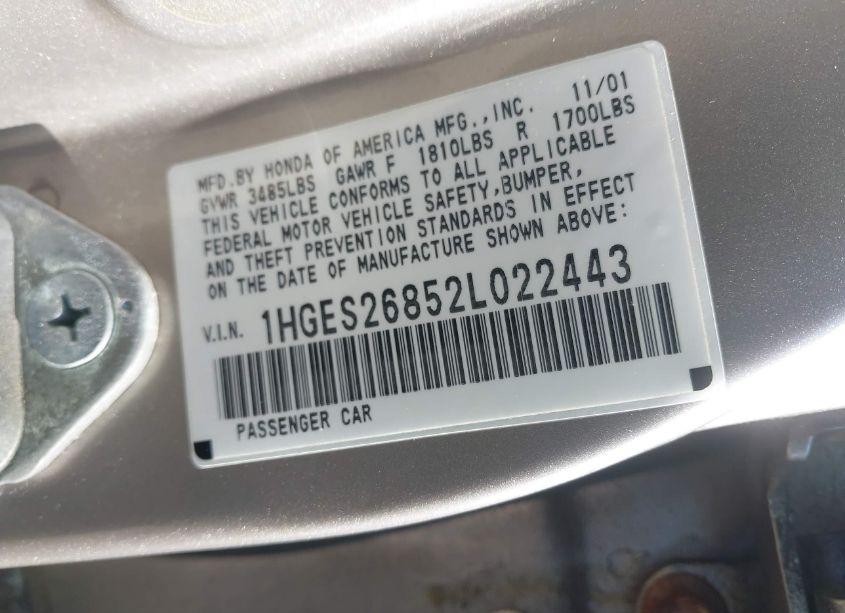 MFD.BY HONDA OF AMERICA MFG.,INC. 11/01
GVWR 3485LBS GAWR F 1810LBS R 1700LBS
THIS VEHICLE CONFORMS TO ALL APPLICABLE
FEDERAL MOTOR VEHICLE SAFETY,BUMPER,
AND THEFT PREVENTION STANDARDS IN EFFECT
ON THE DATE OF MANUFACTURE SHOWN ABOVE:
V.I.N. 1HGES26852L022443
PASSENGER CAR